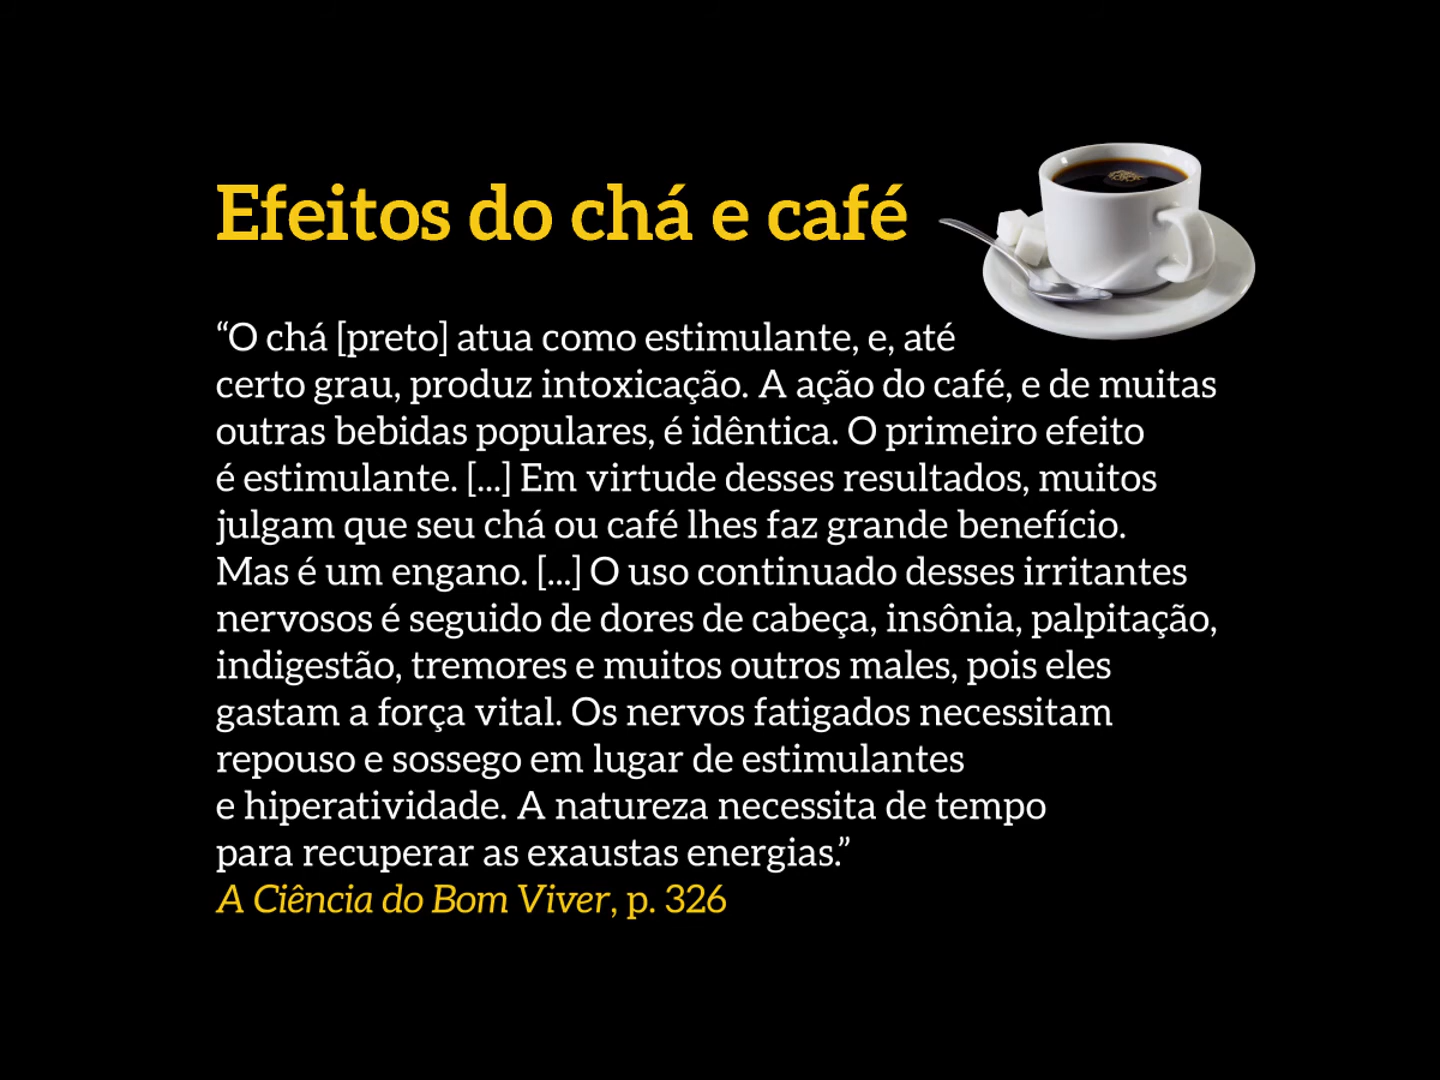 Efeitos do chá e café
“O chá [preto] atua como estimulante, e, até
certo grau, produz intoxicação. A ação do café, e de muitas
outras bebidas populares, é idêntica. O primeiro efeito
é estimulante. [...] Em virtude desses resultados, muitos
julgam que seu chá ou café lhes faz grande benefício.
Mas é um engano. [...] O uso continuado desses irritantes
nervosos é seguido de dores de cabeça, insônia, palpitação,
indigestão, tremores e muitos outros males, pois eles
gastam a força vital. Os nervos fatigados necessitam
repouso e sossego em lugar de estimulantes
e hiperatividade. A natureza necessita de tempo
para recuperar as exaustas energias.”
A Ciência do Bom Viver, p. 326